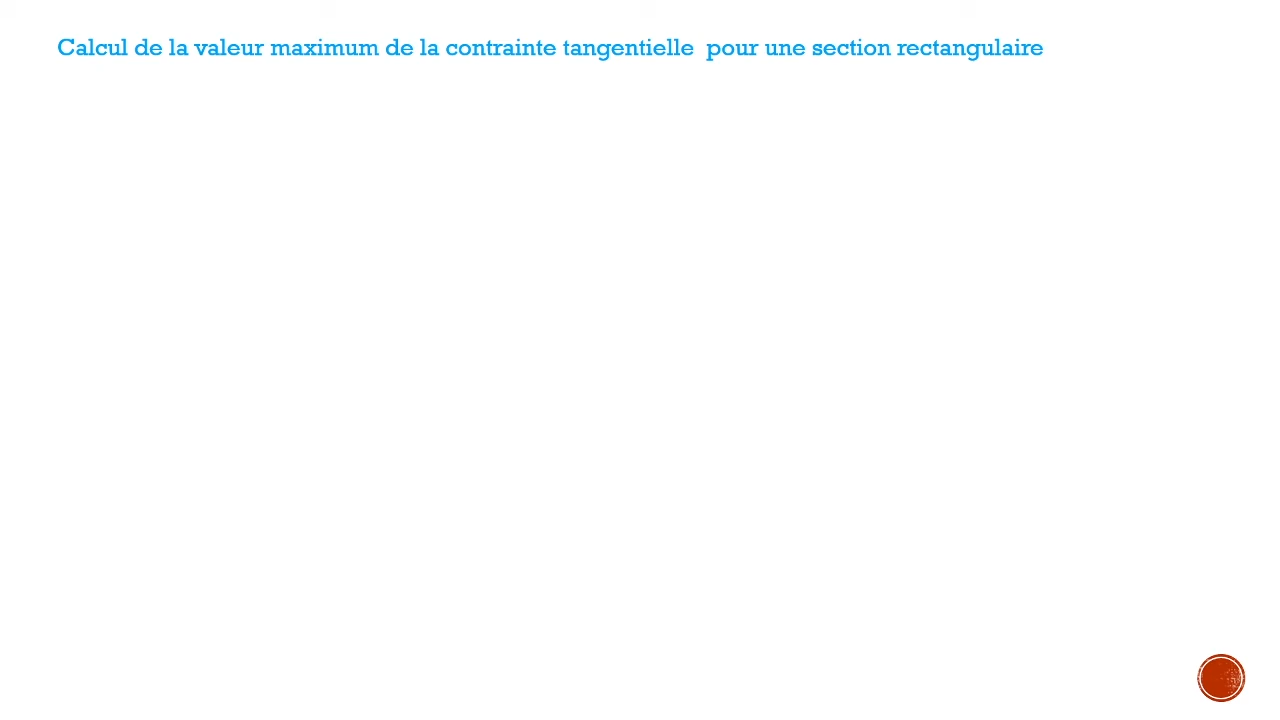 Calcul de la valeur maximum de la contrainte tangentielle pour une section rectangulaire